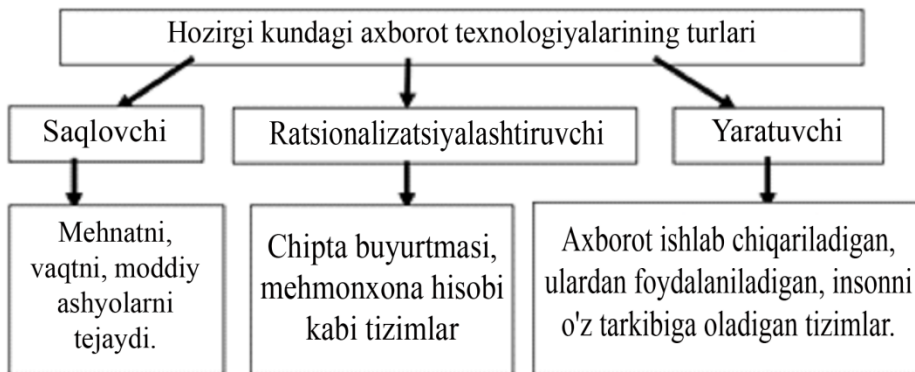 Hozirgi kundagi axborot texnologiyalarining turlari
Saqlovchi
Ratsionalizatsiyalashtiruvchi
Yaratuvchi
Mehnatni,
vaqtni, moddiy
ashyolarni
tejaydi.
Chipta buyurtmasi,
mehmonxona hisobi
kabi tizimlar
Axborot ishlab chiqariladigan,
ulardan foydalaniladigan, insonni
o'z tarkibiga oladigan tizimlar.